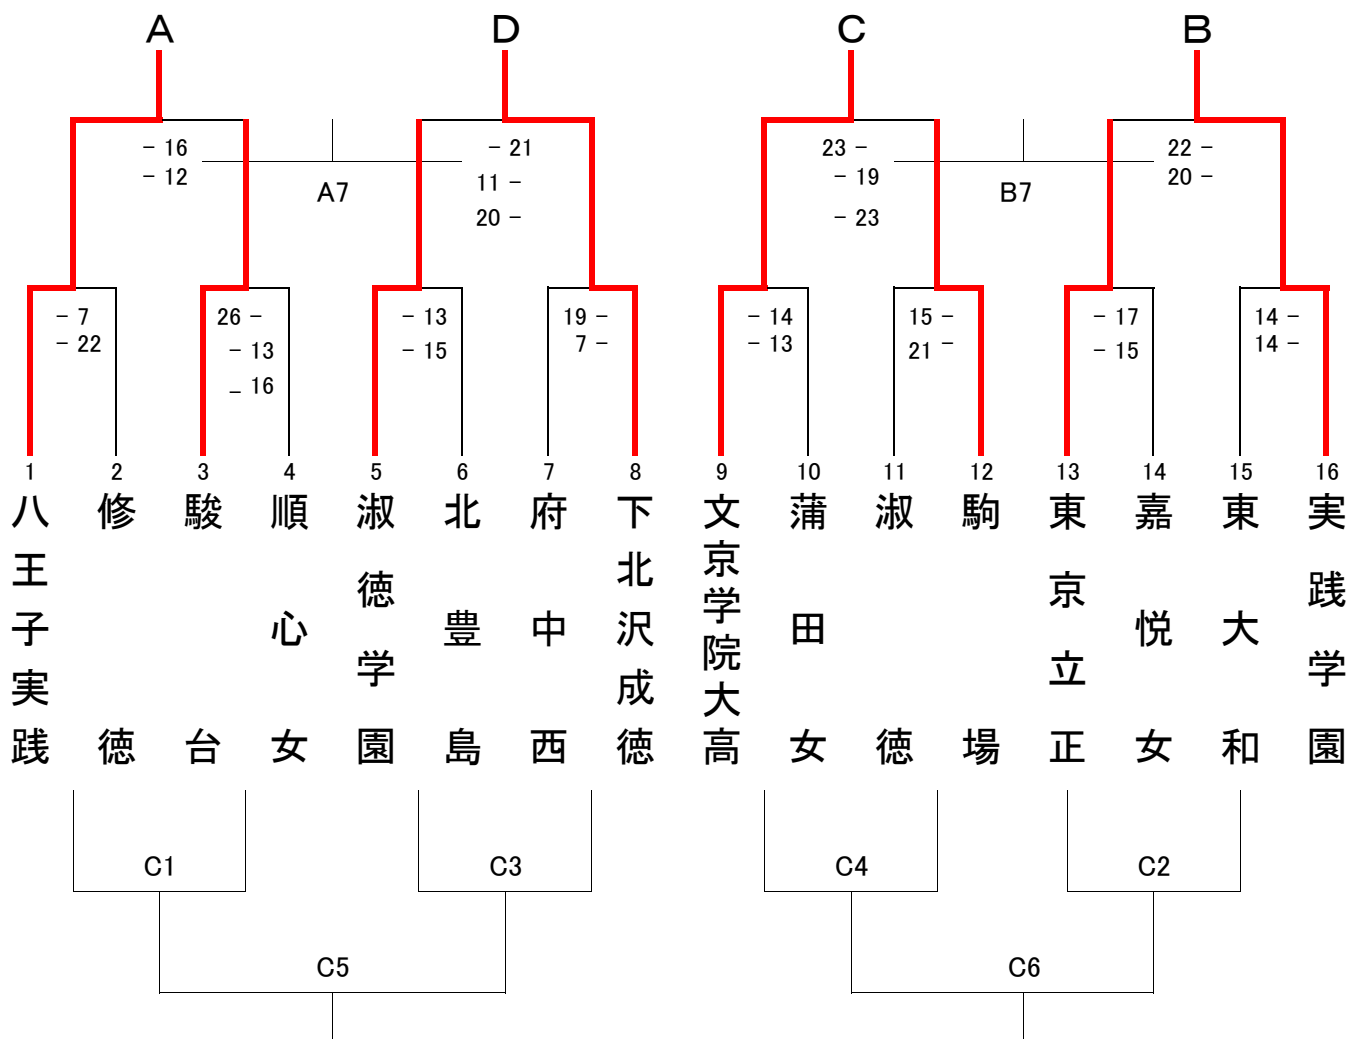 A D C B
- 16
- 12
A7
- 21
11 -
20 -
23 -
- 19
- 23
B7
22 -
20 -
- 7
- 22
26 -
- 13
- 16
- 13
- 15
19 -
7 -
- 14
- 13
15 -
21 -
- 17
- 15
14 -
14 -
1 2 3 4 5 6 7 8 9 10 11 12 13 14 15 16
八王子実践
修徳
駿台
順心女
淑徳学園
北豊島
府中西
下北沢成徳
文京学院大高
蒲田女
淑徳
駒場
東京立正
嘉悦女
東大和
実践学園
C1 C3 C4 C2
C5 C6